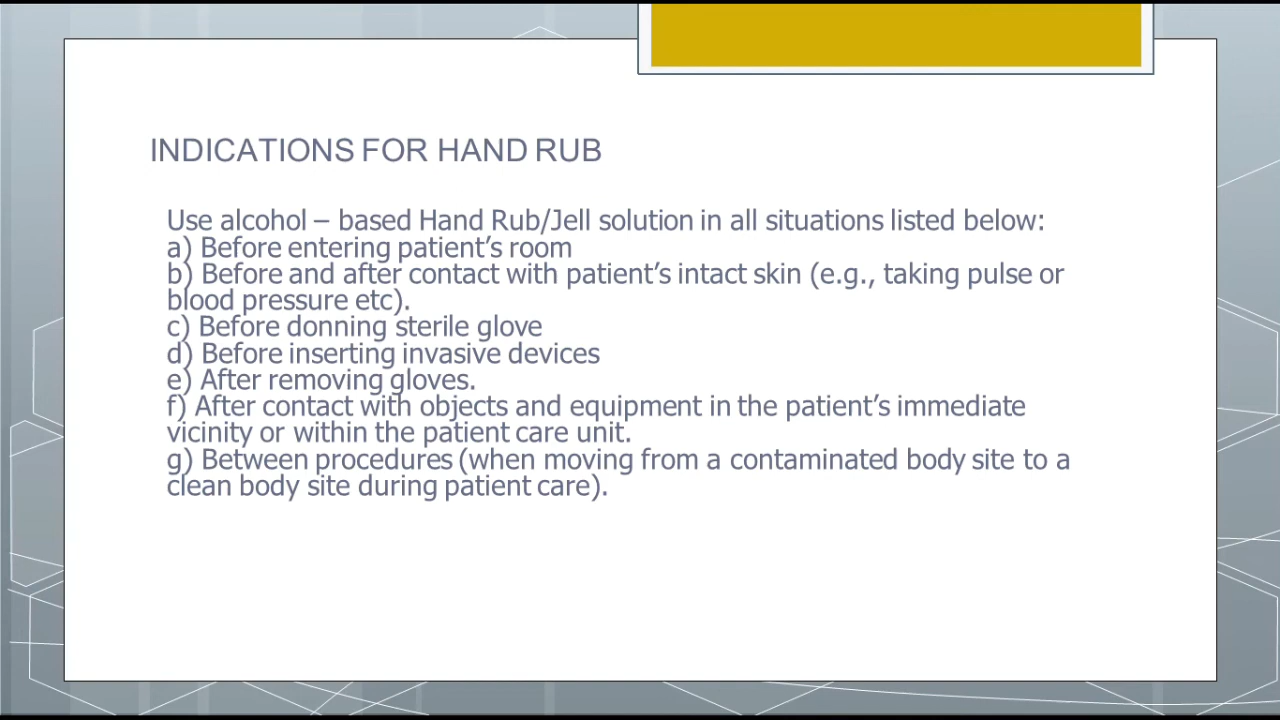 INDICATIONS FOR HAND RUB
Use alcohol – based Hand Rub/Jell solution in all situations listed below:
a) Before entering patient’s room
b) Before and after contact with patient’s intact skin (e.g., taking pulse or
blood pressure etc).
c) Before donning sterile glove
d) Before inserting invasive devices
e) After removing gloves.
f) After contact with objects and equipment in the patient’s immediate
vicinity or within the patient care unit.
g) Between procedures (when moving from a contaminated body site to a
clean body site during patient care).